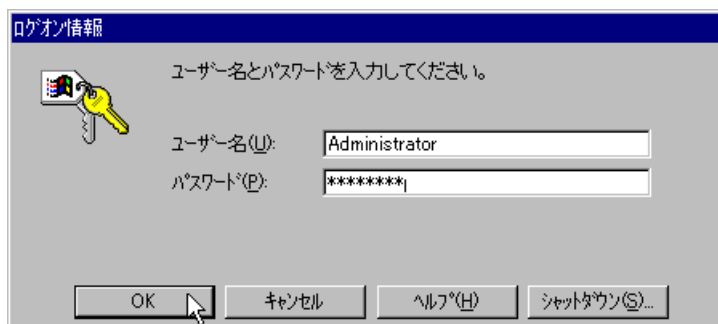 ログオン情報
ユーザー名とパスワードを入力してください。
ユーザー名(U): Administrator
パスワード(P): ********
OK キャンセル ヘルプ(H) シャットダウン(S)...